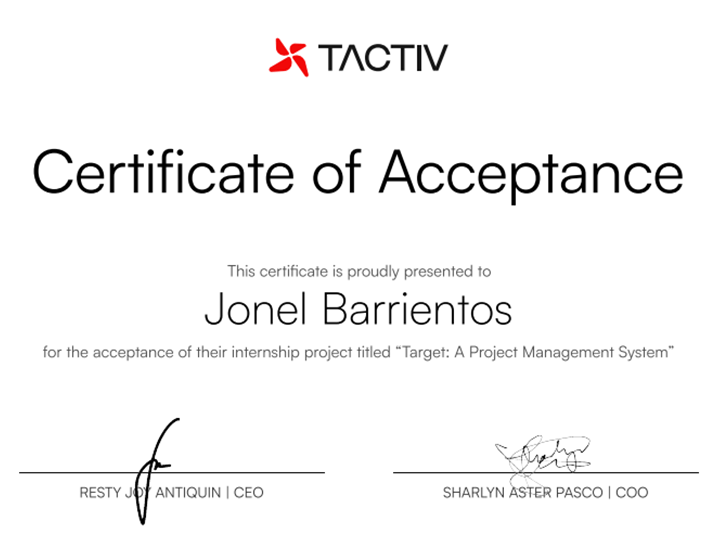 TACTIV
Certificate of Acceptance
This certificate is proudly presented to
Jonel Barrientos
for the acceptance of their internship project titled “Target: A Project Management System”
RESTY JOY ANTIQUIN | CEO
SHARLYN ASTER PASCO | COO